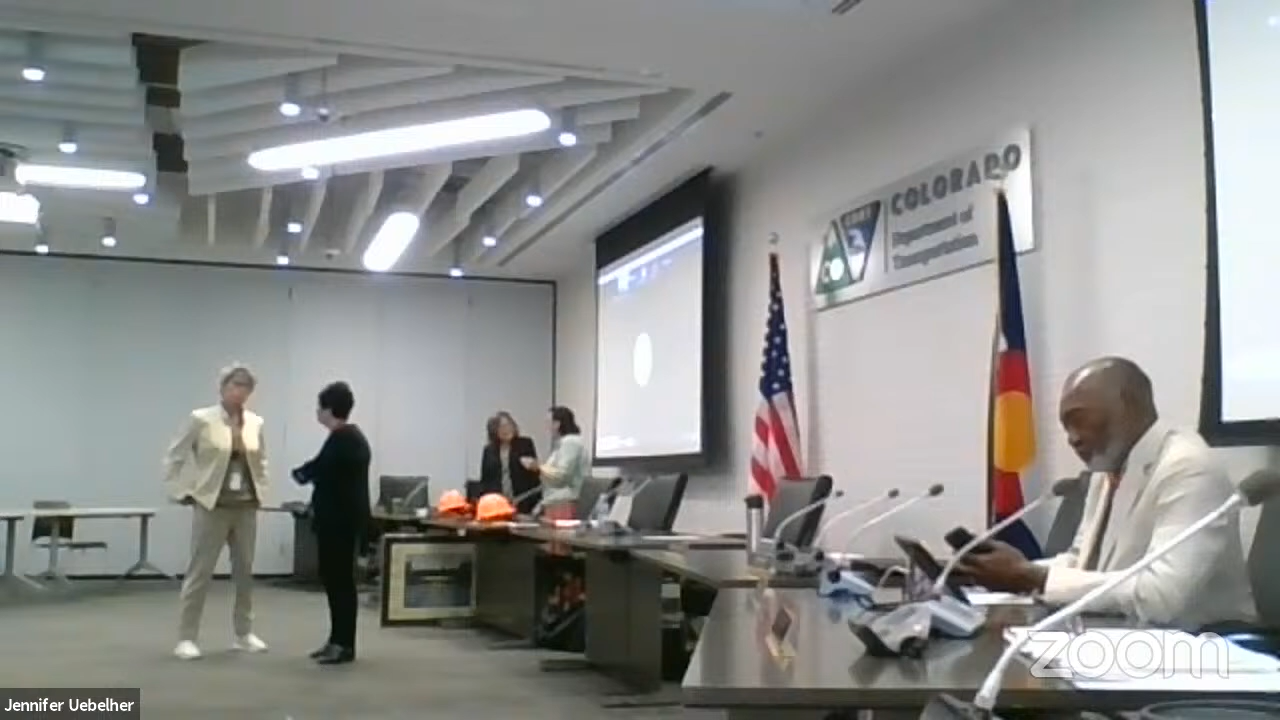 COLORADO
Department of
Transportation
zoom
Jennifer Uebelher